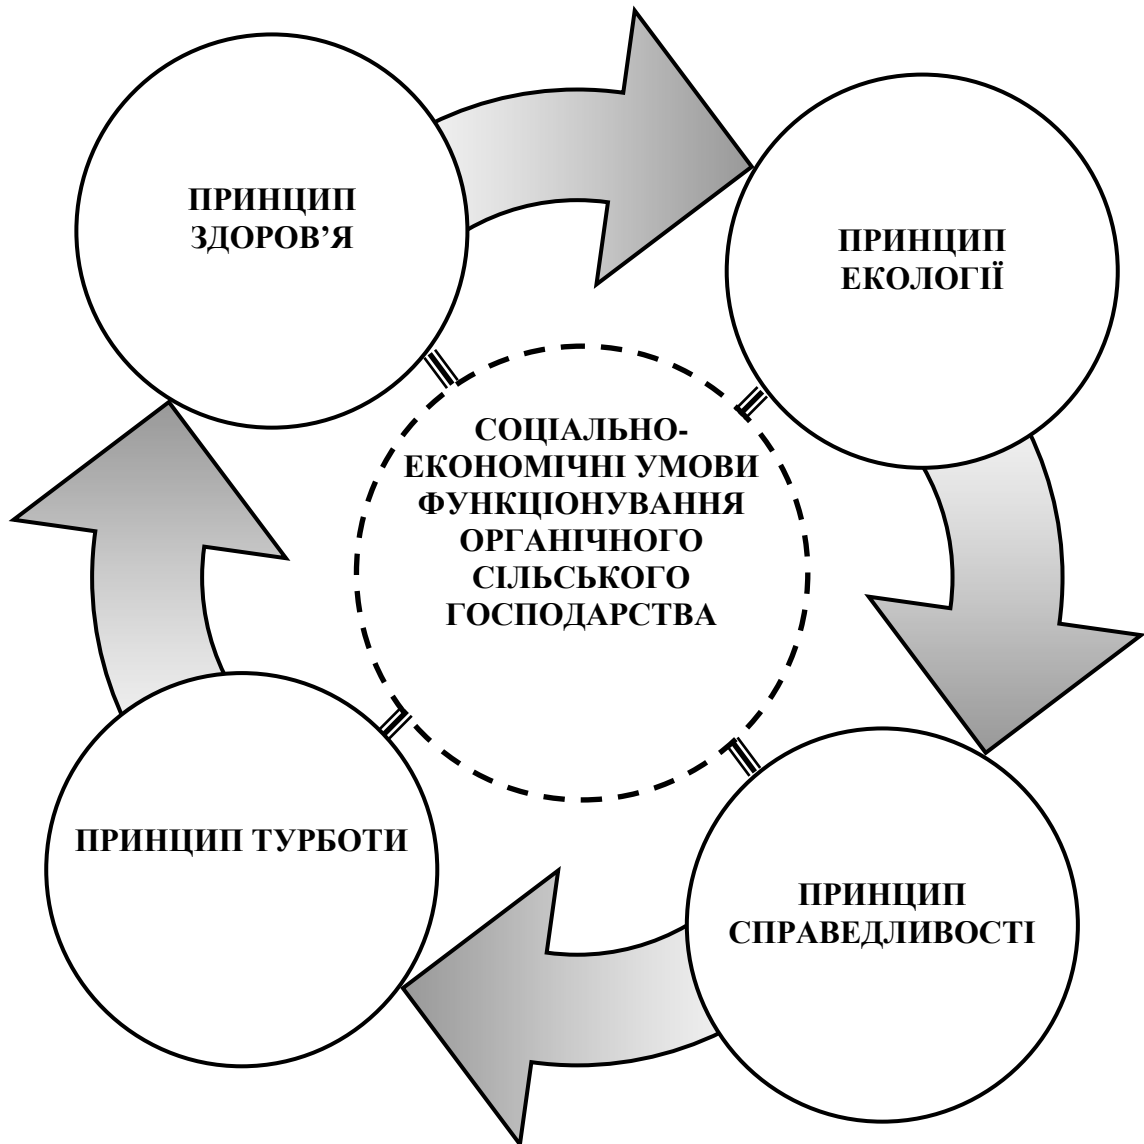 ПРИНЦИП
ЗДОРОВ’Я
ПРИНЦИП
ЕКОЛОГІЇ
СОЦІАЛЬНО-
ЕКОНОМІЧНІ УМОВИ
ФУНКЦІОНУВАННЯ
ОРГАНІЧНОГО
СІЛЬСЬКОГО
ГОСПОДАРСТВА
ПРИНЦИП ТУРБОТИ
ПРИНЦИП
СПРАВЕДЛИВОСТІ